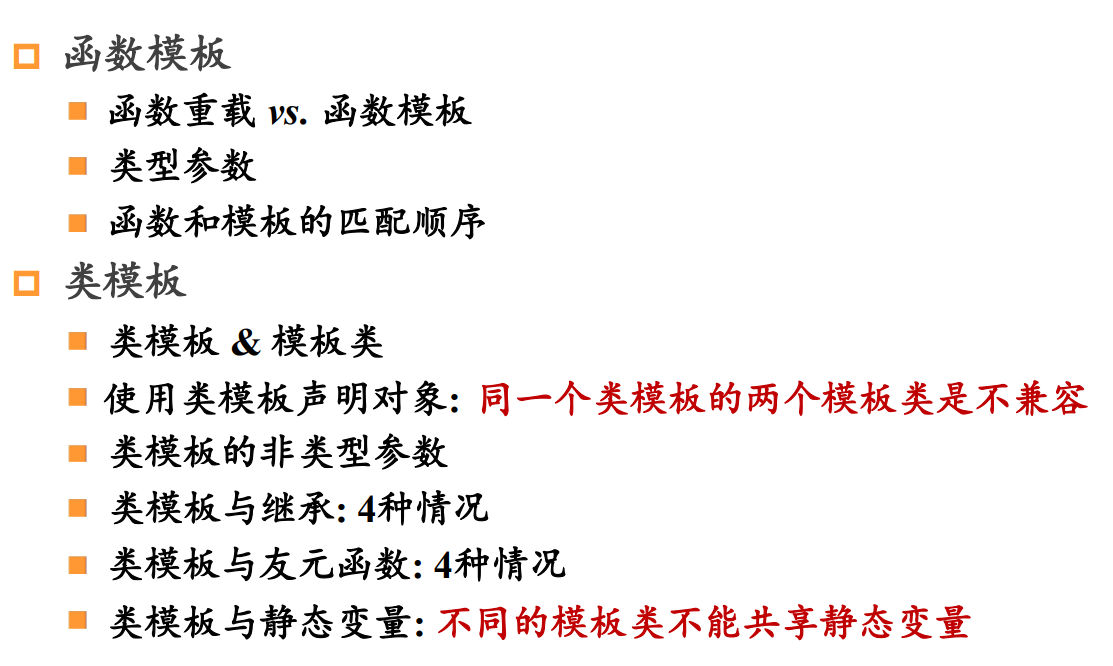 函数模板
函数重载 vs. 函数模板
类型参数
函数和模板的匹配顺序
类模板
类模板 & 模板类
使用类模板声明对象: 同一个类模板的两个模板类是不兼容
类模板的非类型参数
类模板与继承: 4种情况
类模板与友元函数: 4种情况
类模板与静态变量: 不同的模板类不能共享静态变量